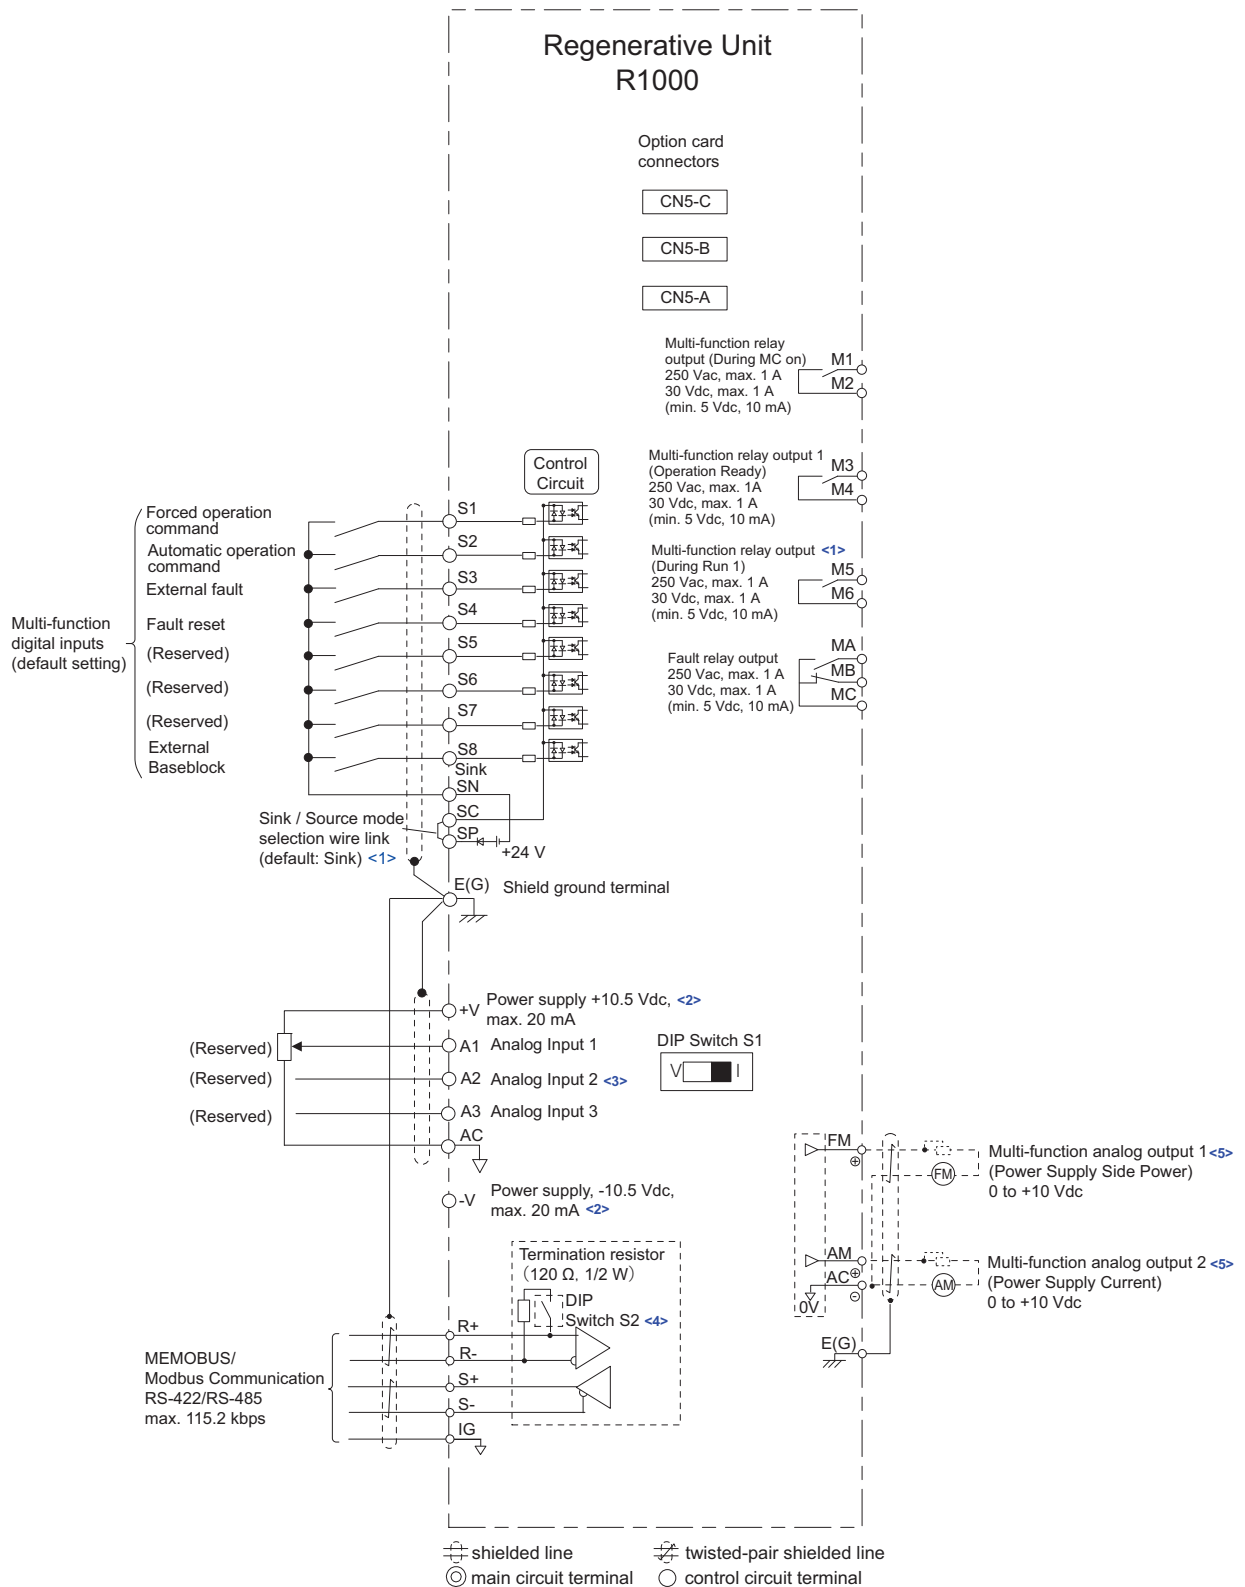 Regenerative Unit
R1000
Option card
connectors
CN5-C
CN5-B
CN5-A
Multi-function relay
output (During MC on)
250 Vac, max. 1 A
30 Vdc, max. 1 A
(min. 5 Vdc, 10 mA)
M1
M2
Multi-function relay output 1
(Operation Ready)
250 Vac, max. 1A
30 Vdc, max. 1 A
(min. 5 Vdc, 10 mA)
M3
M4
Multi-function relay output <1>
(During Run 1)
250 Vac, max. 1 A
30 Vdc, max. 1 A
(min. 5 Vdc, 10 mA)
M5
M6
Fault relay output
250 Vac, max. 1 A
30 Vdc, max. 1 A
(min. 5 Vdc, 10 mA)
MA
MB
MC
Control
Circuit
Multi-function
digital inputs
(default setting)
Forced operation
command
S1
Automatic operation
command
S2
External fault
S3
Fault reset
S4
(Reserved)
S5
(Reserved)
S6
(Reserved)
S7
External
Baseblock
S8
Sink
SN
SC
SP
+24 V
Sink / Source mode
selection wire link
(default: Sink) <1>
E(G) Shield ground terminal
+V Power supply +10.5 Vdc, <2>
max. 20 mA
(Reserved)
A1 Analog Input 1
(Reserved)
A2 Analog Input 2 <3>
(Reserved)
A3 Analog Input 3
AC
DIP Switch S1
V I
-V Power supply, -10.5 Vdc,
max. 20 mA <2>
Termination resistor
(120 Ω, 1/2 W)
DIP
Switch S2 <4>
MEMOBUS/
Modbus Communication
RS-422/RS-485
max. 115.2 kbps
R+
R-
S+
S-
IG
FM
⊕
FM
Multi-function analog output 1 <5>
(Power Supply Side Power)
0 to +10 Vdc
AM
⊕
AC
⊖
0V
AM
Multi-function analog output 2 <5>
(Power Supply Current)
0 to +10 Vdc
E(G)
shielded line
twisted-pair shielded line
main circuit terminal
control circuit terminal